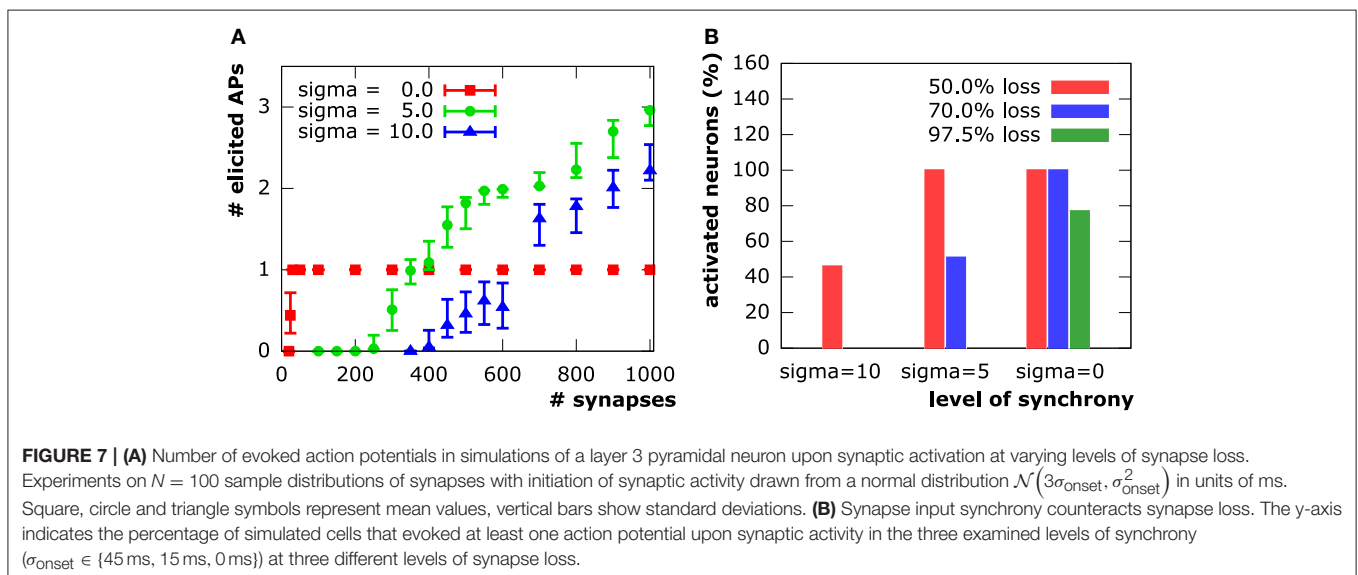 A
# elicited APs
3
2
1
0
sigma = 0.0
sigma = 5.0
sigma = 10.0
0 200 400 600 800 1000
# synapses
B
activated neurons (%)
160
140
120
100
80
60
40
20
0
50.0% loss
70.0% loss
97.5% loss
sigma=10 sigma=5 sigma=0
level of synchrony
FIGURE 7 | (A) Number of evoked action potentials in simulations of a layer 3 pyramidal neuron upon synaptic activation at varying levels of synapse loss.
Experiments on N = 100 sample distributions of synapses with initiation of synaptic activity drawn from a normal distribution 𝒩(3σonset, σ²onset) in units of ms.
Square, circle and triangle symbols represent mean values, vertical bars show standard deviations. (B) Synapse input synchrony counteracts synapse loss. The y-axis
indicates the percentage of simulated cells that evoked at least one action potential upon synaptic activity in the three examined levels of synchrony
(σonset ∈ {45 ms, 15 ms, 0 ms}) at three different levels of synapse loss.